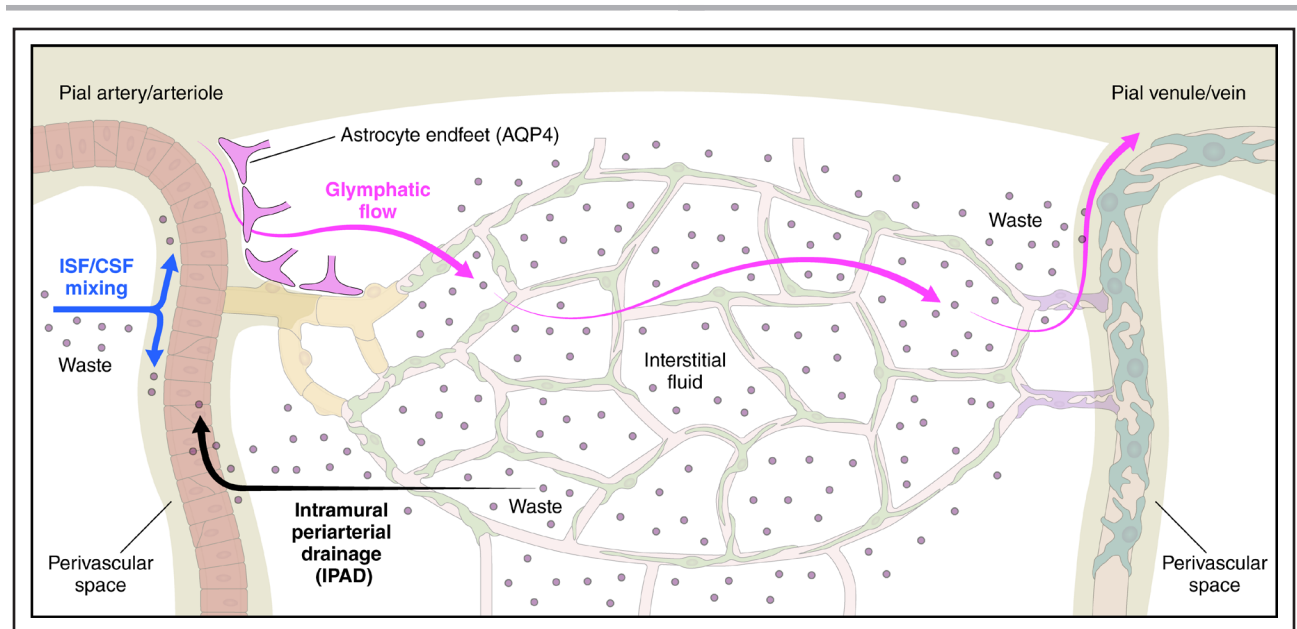 Pial artery/arteriole
Pial venule/vein
Astrocyte endfeet (AQP4)
Glymphatic
flow
Waste
ISF/CSF
mixing
Waste
Interstitial
fluid
Waste
Intramural
periarterial
drainage
(IPAD)
Perivascular
space
Perivascular
space